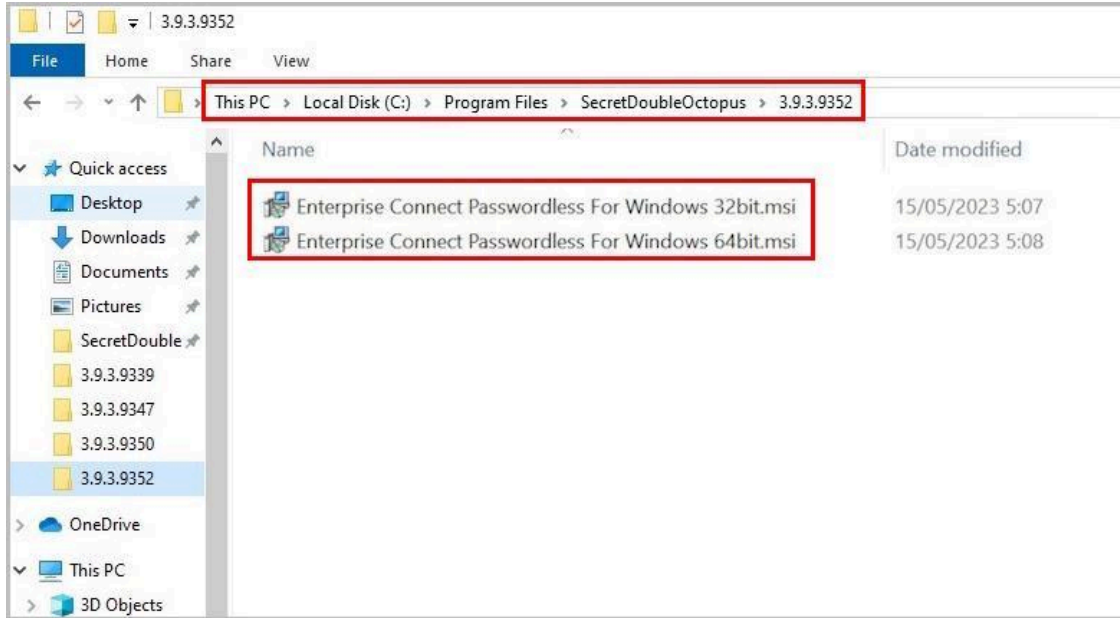 3.9.3.9352
File Home Share View
This PC > Local Disk (C:) > Program Files > SecretDoubleOctopus > 3.9.3.9352
Name Date modified
Quick access
Desktop
Downloads
Documents
Pictures
SecretDouble
3.9.3.9339
3.9.3.9347
3.9.3.9350
3.9.3.9352
OneDrive
This PC
3D Objects
Enterprise Connect Passwordless For Windows 32bit.msi 15/05/2023 5:07
Enterprise Connect Passwordless For Windows 64bit.msi 15/05/2023 5:08